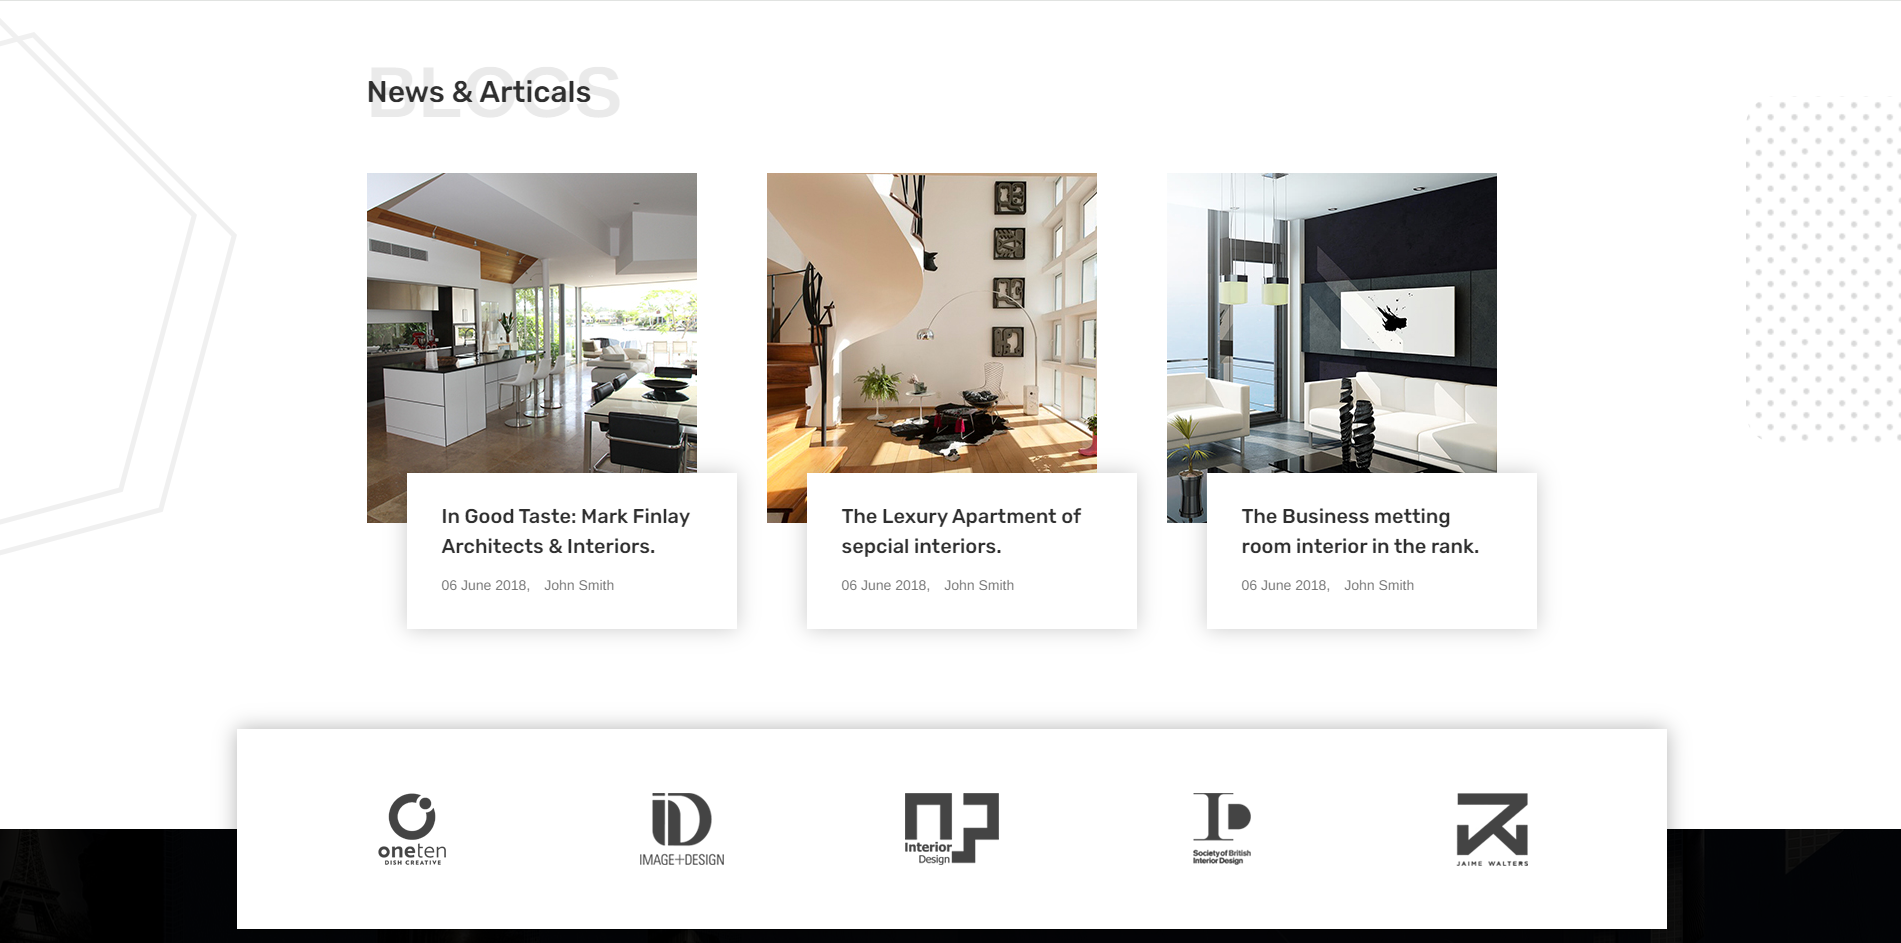 BLOGS
News & Articals
In Good Taste: Mark Finlay
Architects & Interiors.
06 June 2018, John Smith
The Lexury Apartment of
sepcial interiors.
06 June 2018, John Smith
The Business metting
room interior in the rank.
06 June 2018, John Smith
oneten
DISH CREATIVE
iD
IMAGE+DESIGN
Interior
Design
Society of British
Interior Design
JAIME WALTERS